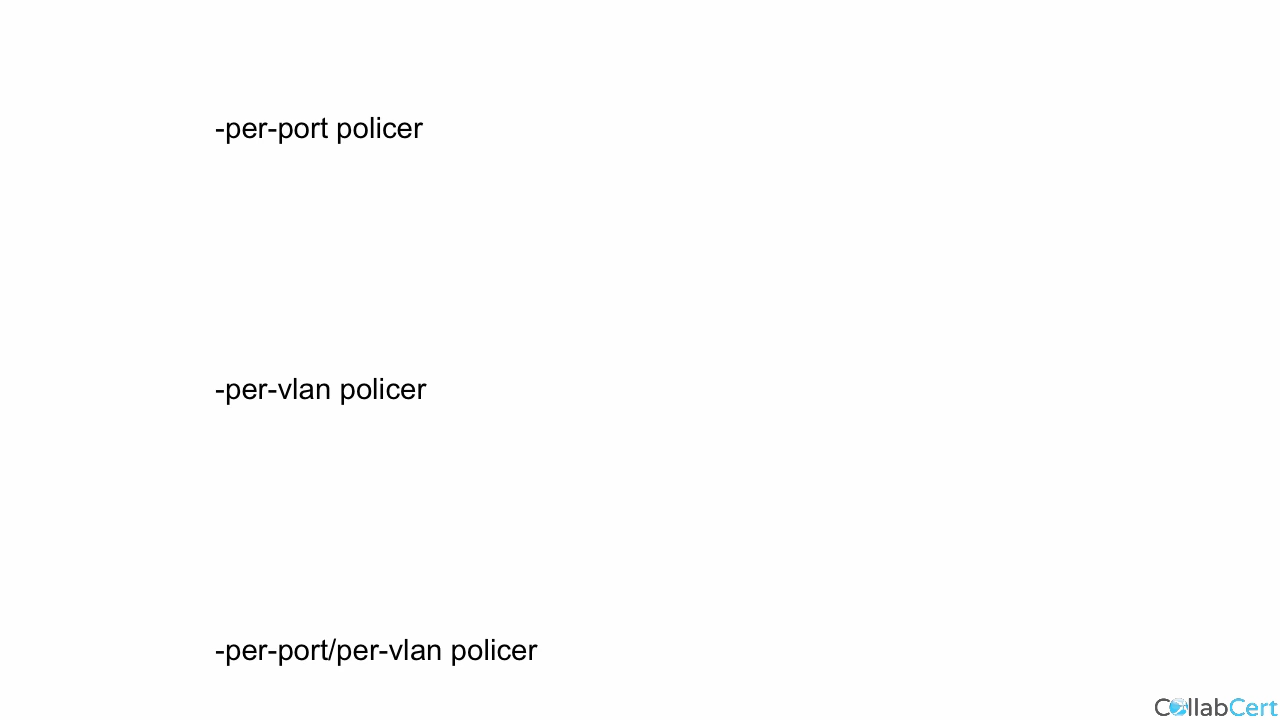 -per-port policer
-per-vlan policer
-per-port/per-vlan policer
CollabCert